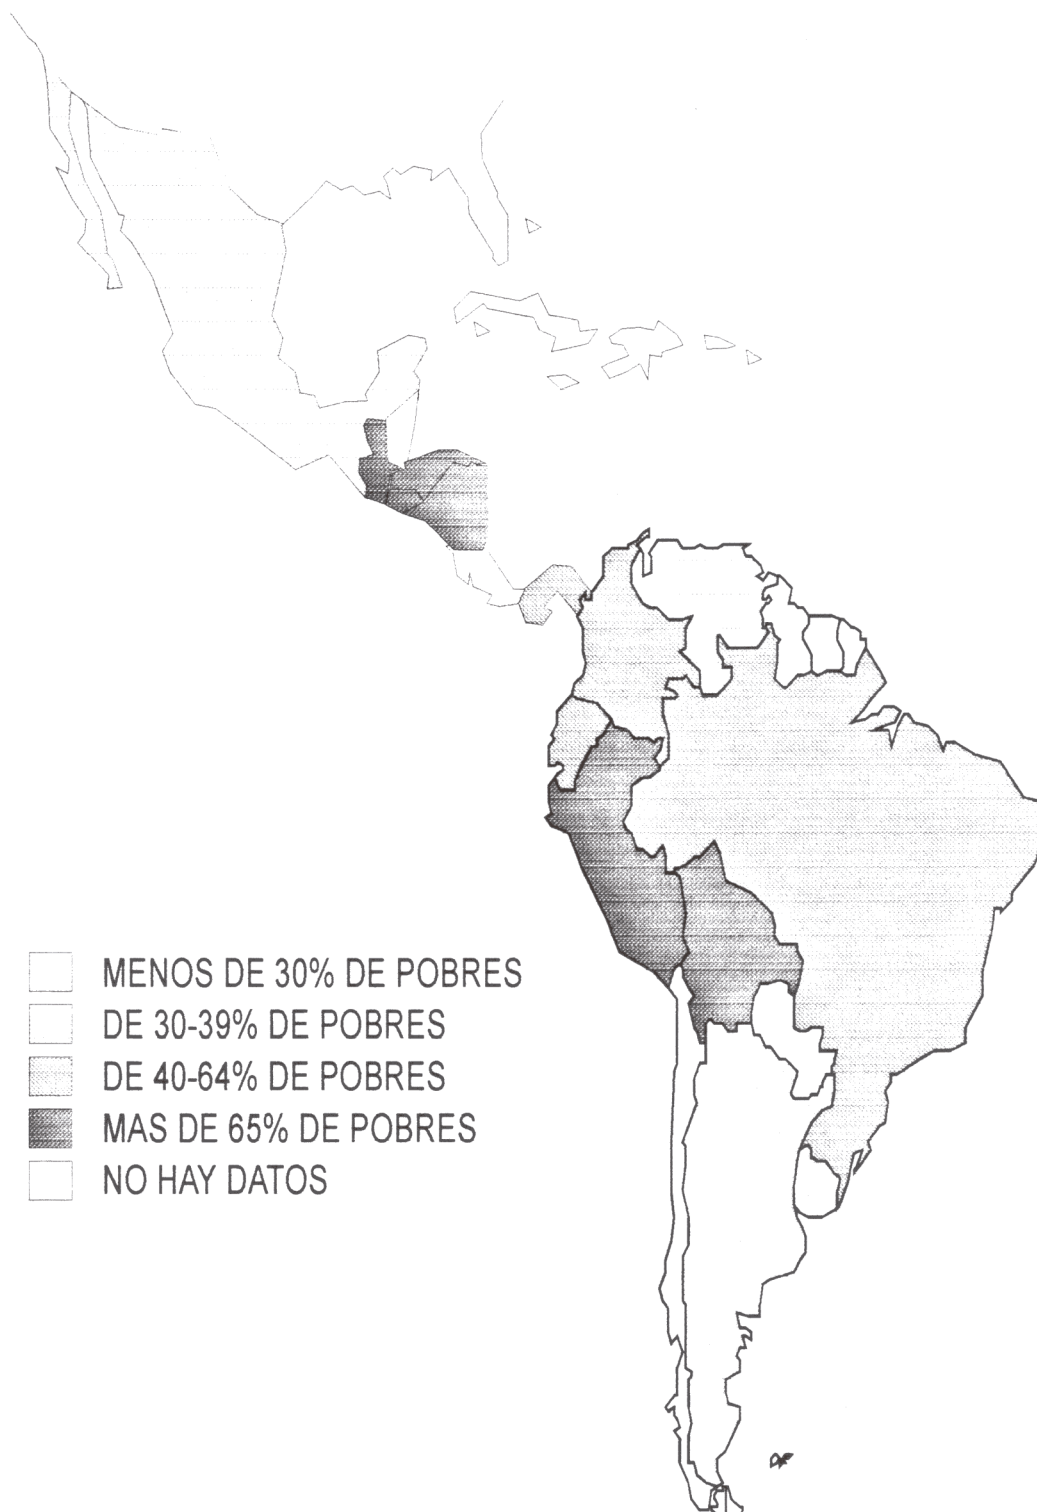 MENOS DE 30% DE POBRES
DE 30-39% DE POBRES
DE 40-64% DE POBRES
MAS DE 65% DE POBRES
NO HAY DATOS